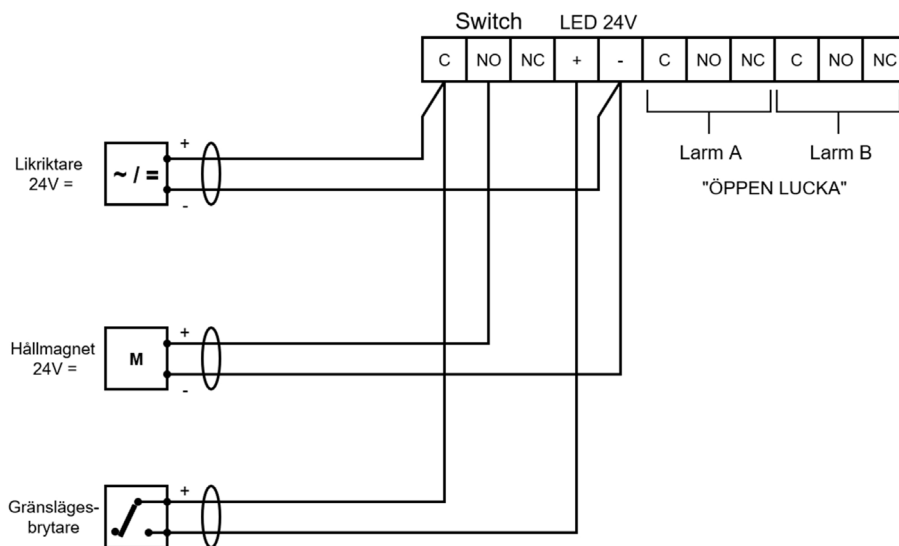 Switch LED 24V
C NO NC + - C NO NC C NO NC
Larm A Larm B
"ÖPPEN LUCKA"
Likriktare
24V =
~ / =
+
-
Hållmagnet
24V =
M
+
-
Gränsläges-
brytare
+